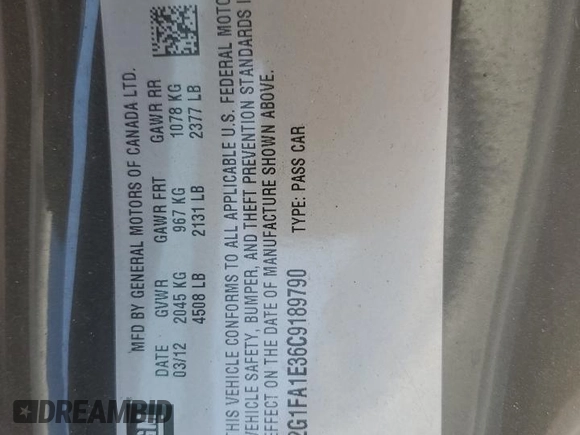 MFD BY GENERAL MOTORS OF CANADA LTD.
DATE GVWR GAWR FRT GAWR RR
03/12 2045 KG 967 KG 1078 KG
4508 LB 2131 LB 2377 LB
THIS VEHICLE CONFORMS TO ALL APPLICABLE U.S. FEDERAL
VEHICLE SAFETY, BUMPER, AND THEFT PREVENTION STANDARDS
EFFECT ON THE DATE OF MANUFACTURE SHOWN ABOVE.
2G1FA1E36C9189790 TYPE: PASS CAR
DREAMBID